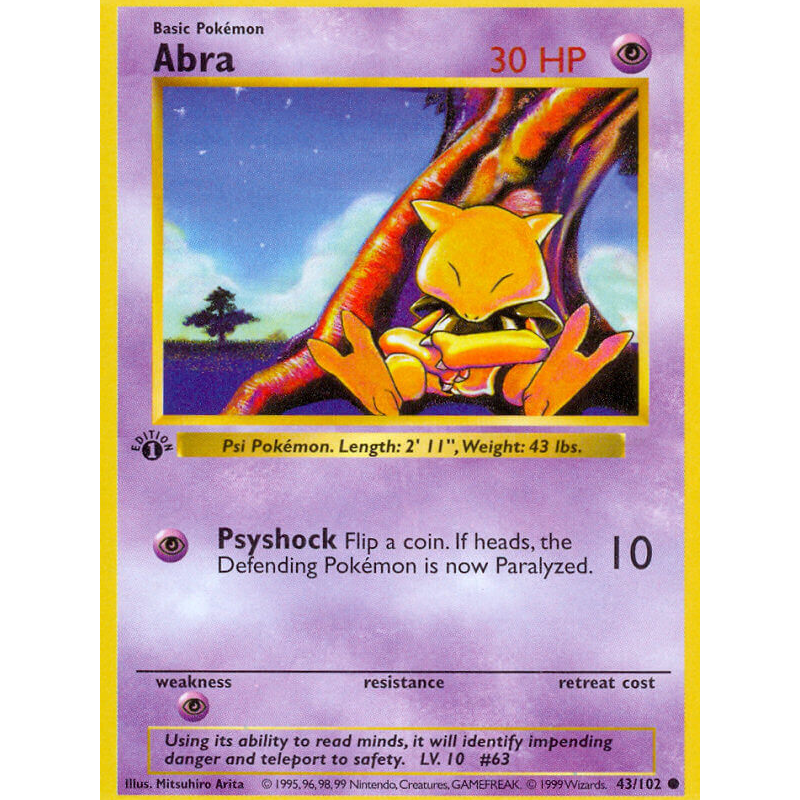 Basic Pokémon
Abra 30 HP
EDITION 1
Psi Pokémon. Length: 2' 11", Weight: 43 lbs.
Psyshock Flip a coin. If heads, the
Defending Pokémon is now Paralyzed. 10
weakness resistance retreat cost
Using its ability to read minds, it will identify impending
danger and teleport to safety. LV. 10 #63
Illus. Mitsuhiro Arita © 1995, 96, 98, 99 Nintendo, Creatures, GAMEFREAK. © 1999 Wizards. 43/102